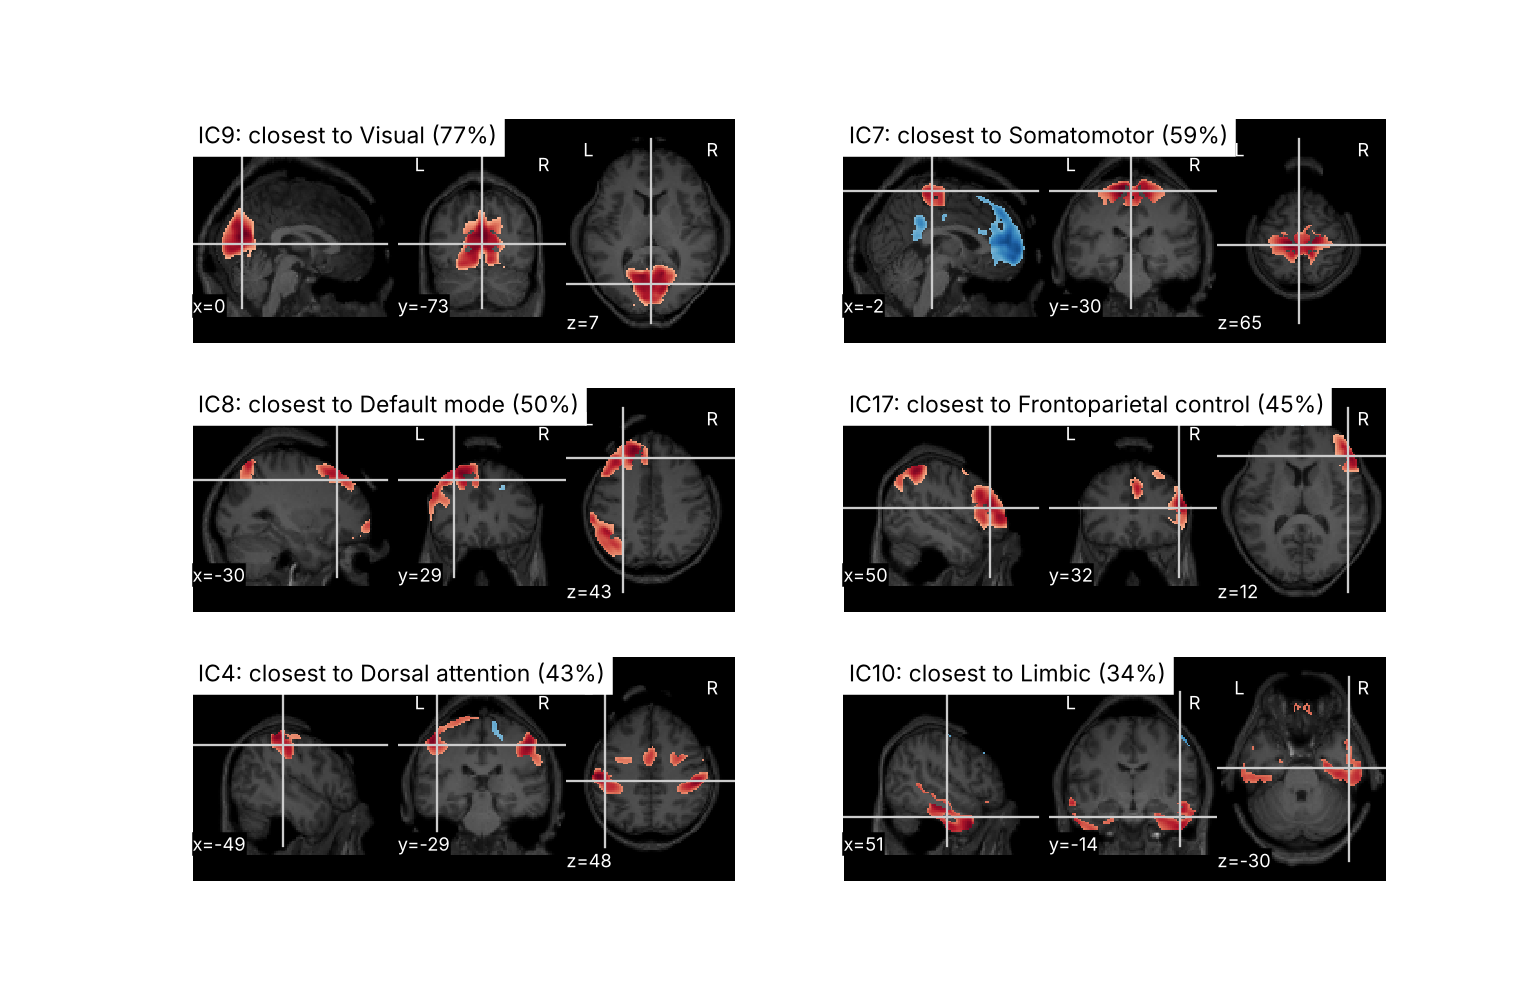 IC9: closest to Visual (77%)
L R L R
x=0 y=-73 z=7
IC7: closest to Somatomotor (59%)
L R L R
x=-2 y=-30 z=65
IC8: closest to Default mode (50%)
L R R
x=-30 y=29 z=43
IC17: closest to Frontoparietal control (45%)
L R R
x=50 y=32 z=12
IC4: closest to Dorsal attention (43%)
L R R
x=-49 y=-29 z=48
IC10: closest to Limbic (34%)
L R L R
x=51 y=-14 z=-30